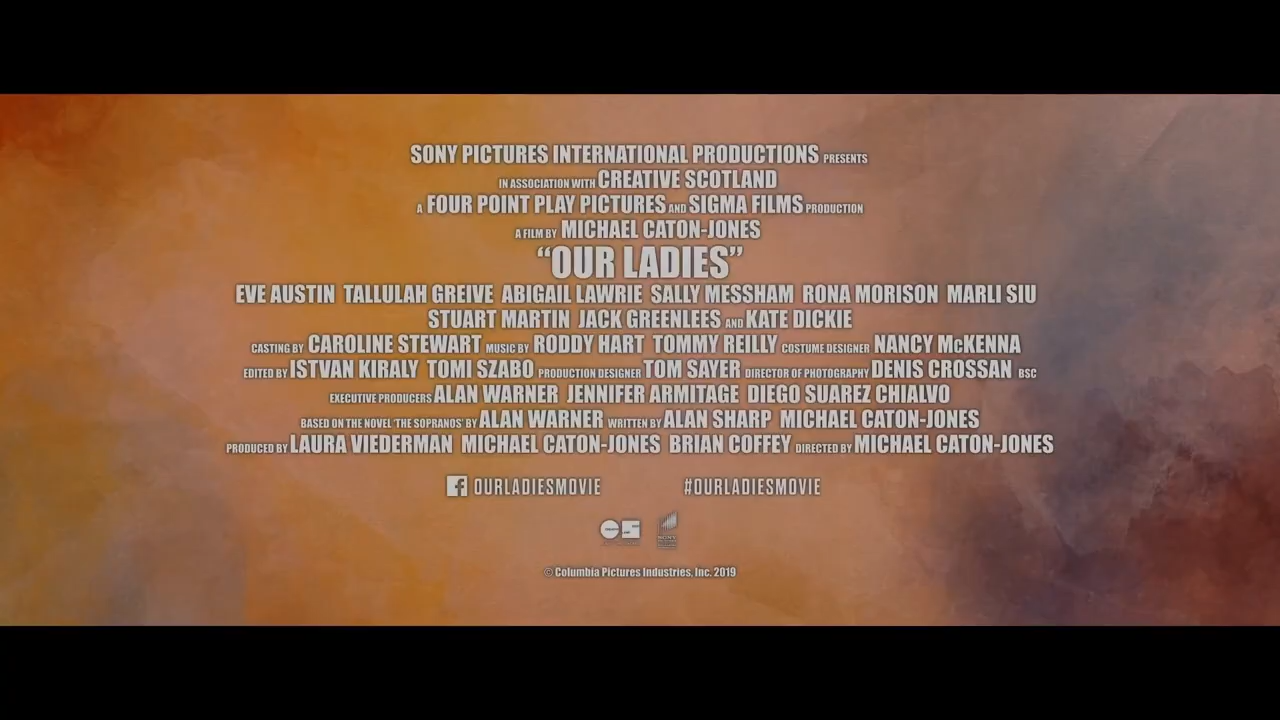 SONY PICTURES INTERNATIONAL PRODUCTIONS PRESENTS
IN ASSOCIATION WITH CREATIVE SCOTLAND
A FOUR POINT PLAY PICTURES AND SIGMA FILMS PRODUCTION
A FILM BY MICHAEL CATON-JONES
“OUR LADIES”
EVE AUSTIN TALLULAH GREIVE ABIGAIL LAWRIE SALLY MESSHAM RONA MORISON MARLI SIU
STUART MARTIN JACK GREENLEES AND KATE DICKIE
CASTING BY CAROLINE STEWART MUSIC BY RODDY HART TOMMY REILLY COSTUME DESIGNER NANCY McKENNA
EDITED BY ISTVAN KIRALY TOMI SZABO PRODUCTION DESIGNER TOM SAYER DIRECTOR OF PHOTOGRAPHY DENIS CROSSAN BSC
EXECUTIVE PRODUCERS ALAN WARNER JENNIFER ARMITAGE DIEGO SUAREZ CHIALVO
BASED ON THE NOVEL 'THE SOPRANOS' BY ALAN WARNER WRITTEN BY ALAN SHARP MICHAEL CATON-JONES
PRODUCED BY LAURA VIEDERMAN MICHAEL CATON-JONES BRIAN COFFEY DIRECTED BY MICHAEL CATON-JONES
OURLADIESMOVIE #OURLADIESMOVIE
SONY
© Columbia Pictures Industries, Inc. 2019